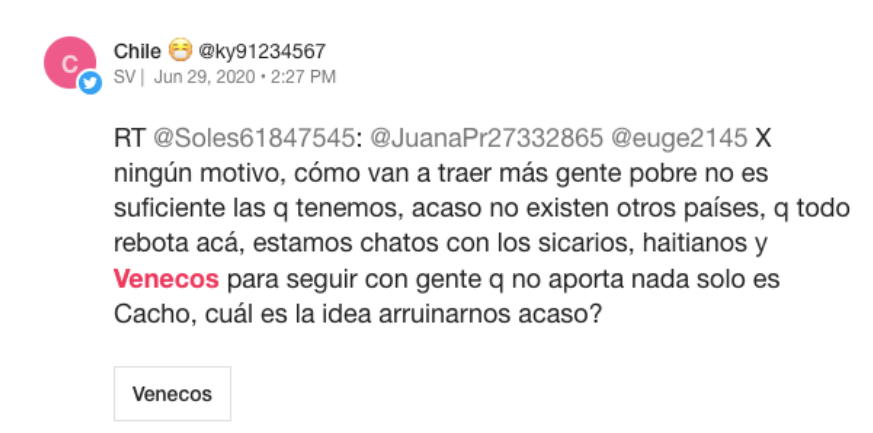 C
Chile 😷 @ky91234567
SV | Jun 29, 2020 • 2:27 PM
RT @Soles61847545: @JuanaPr27332865 @euge2145 X
ningún motivo, cómo van a traer más gente pobre no es
suficiente las q tenemos, acaso no existen otros países, q todo
rebota acá, estamos chatos con los sicarios, haitianos y
Venecos para seguir con gente q no aporta nada solo es
Cacho, cuál es la idea arruinarnos acaso?
Venecos